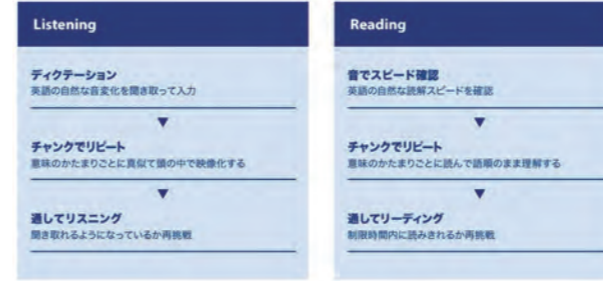 Listening
ディクテーション
英語の自然な音変化を聞き取って入力
▼
チャンクでリピート
意味のかたまりごとに真似て頭の中で映像化する
▼
通してリスニング
聞き取れるようになっているか再挑戦
Reading
音でスピード確認
英語の自然な読解スピードを確認
▼
チャンクでリピート
意味のかたまりごとに読んで語順のまま理解する
▼
通してリーディング
制限時間内に読みきれるか再挑戦